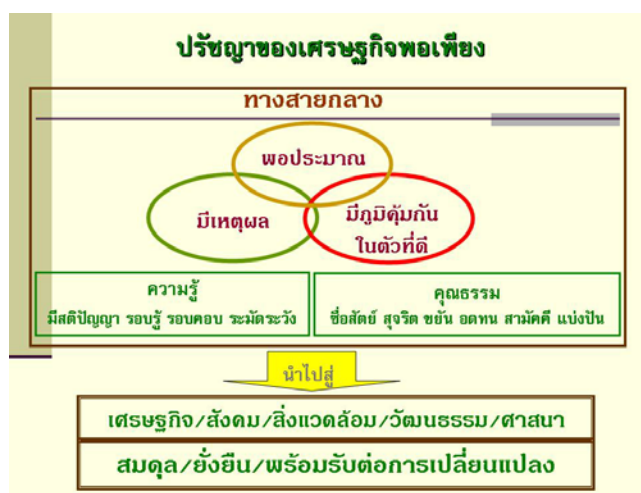 ปรัชญาของเศรษฐกิจพอเพียง
ทางสายกลาง
พอประมาณ
มีเหตุผล
มีภูมิคุ้มกัน
ในตัวที่ดี
ความรู้
มีสติปัญญา รอบรู้ รอบคอบ ระมัดระวัง
คุณธรรม
ซื่อสัตย์ สุจริต ขยัน อดทน สามัคคี แบ่งปัน
นำไปสู่
เศรษฐกิจ/สังคม/สิ่งแวดล้อม/วัฒนธรรม/ศาสนา
สมดุล/ยั่งยืน/พร้อมรับต่อการเปลี่ยนแปลง